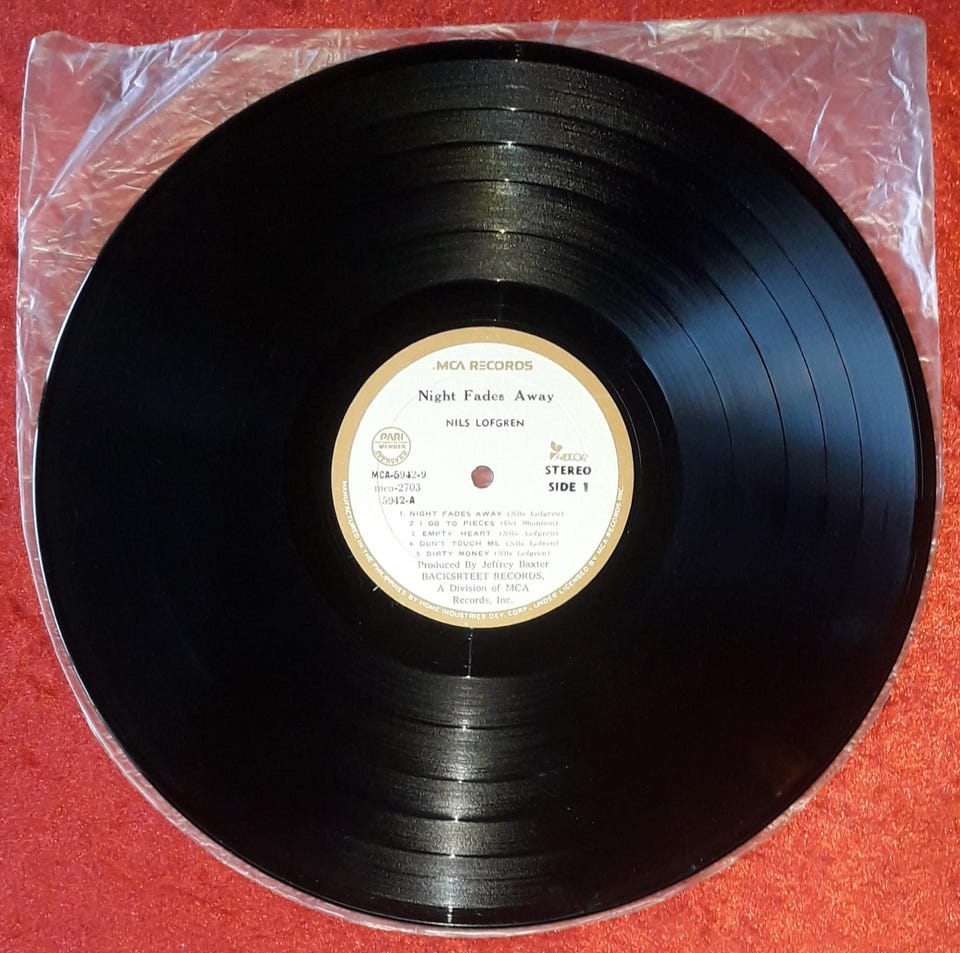 MCA RECORDS
Night Fades Away
NILS LOFGREN
PARI
MEMBER
APPROVED
MCA-5942-9
mca-2703
5942-A
STEREO
SIDE 1
1. NIGHT FADES AWAY (Nils Lofgren)
2 I GO TO PIECES (Del Shannon)
3. EMPTY HEART (Nils Lofgren)
4. DON'T TOUCH ME (Nils Lofren)
5. DIRTY MONEY (Nils Lofgren)
Produced By Jeffrey Baxter
BACKSRTEET RECORDS,
A Division of MCA
Records, Inc.
MANUFACTURED IN THE PHILIPPINES BY HOME INDUSTRIES DEV. CORP., UNDER LICENSED BY MCA RECORDS INC.